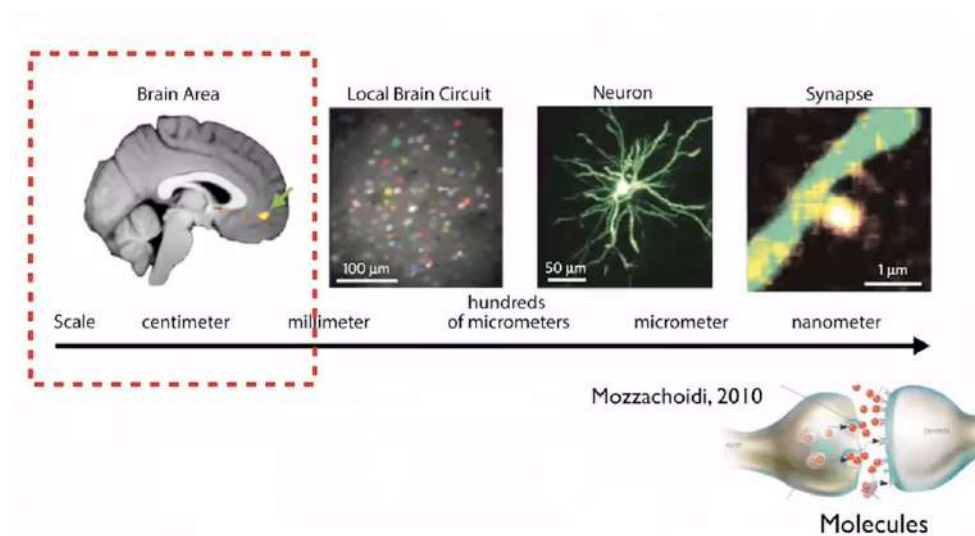 Brain Area
Local Brain Circuit
Neuron
Synapse
100 μm
50 μm
1 μm
Scale
centimeter
millimeter
hundreds
of micrometers
micrometer
nanometer
Mozzachoidi, 2010
Molecules